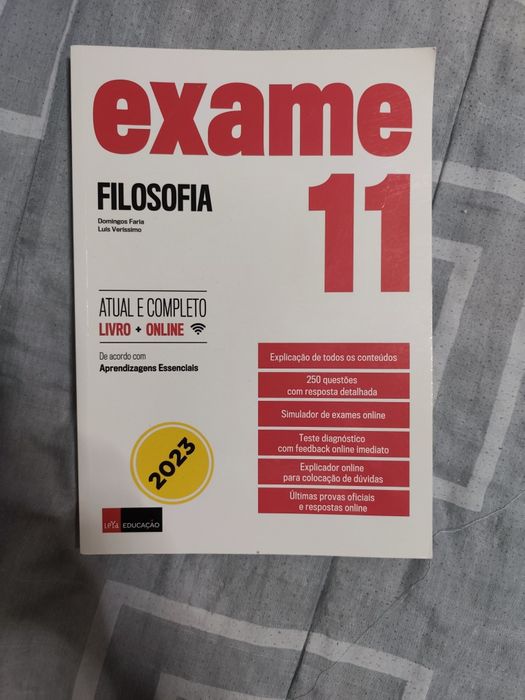 exame
11
FILOSOFIA
Domingos Faria
Luís Veríssimo
ATUAL E COMPLETO
LIVRO + ONLINE
De acordo com
Aprendizagens Essenciais
2023
LeYa EDUCAÇÃO
Explicação de todos os conteúdos
250 questões
com resposta detalhada
Simulador de exames online
Teste diagnóstico
com feedback online imediato
Explicador online
para colocação de dúvidas
Últimas provas oficiais
e respostas online